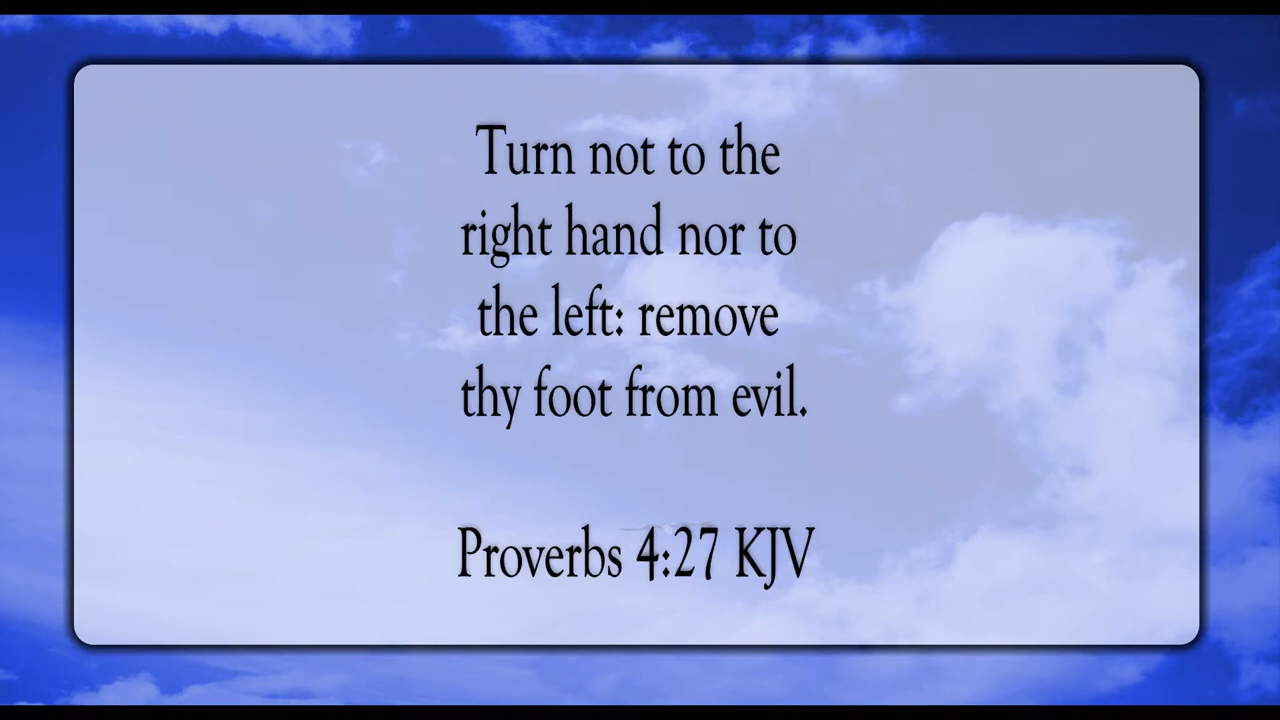 Turn not to the
right hand nor to
the left: remove
thy foot from evil.
Proverbs 4:27 KJV